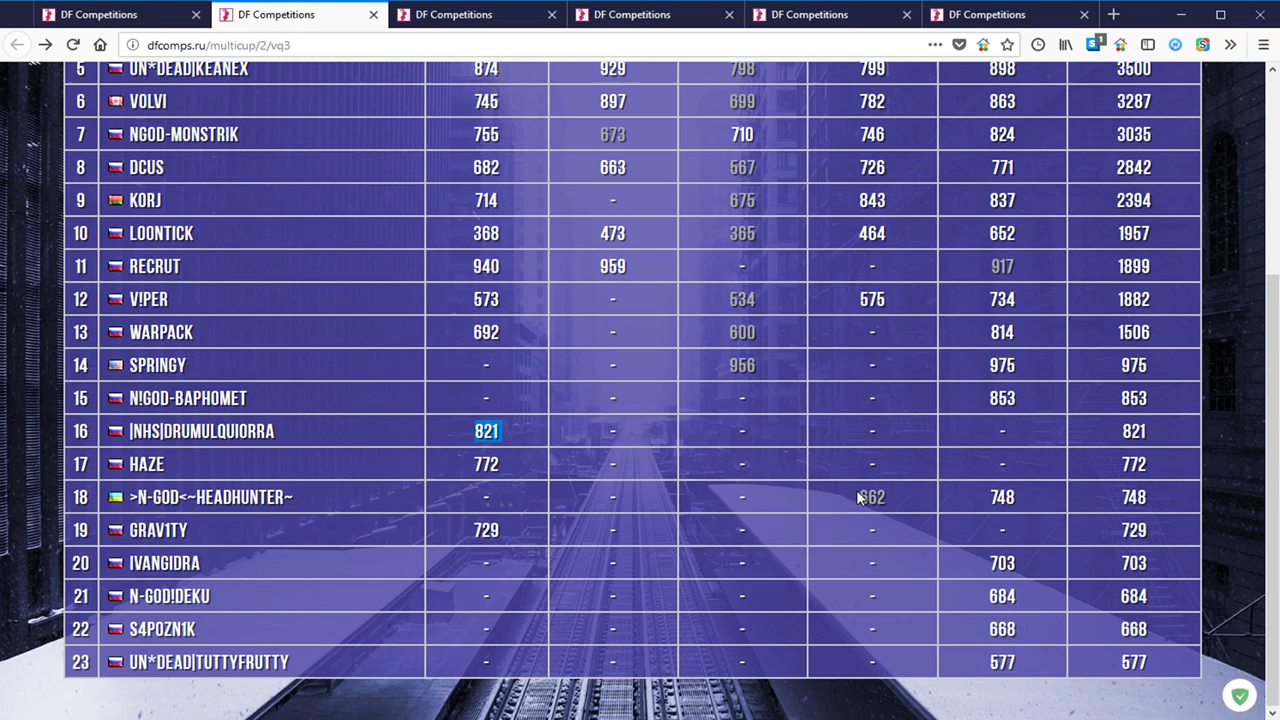 DF Competitions DF Competitions DF Competitions DF Competitions DF Competitions DF Competitions
dfcomps.ru/multicup/2/vq3 1
5 UN*DEAD|KEANEX 874 929 798 799 898 3500
6 VOLVI 745 897 699 782 863 3287
7 NGOD-MONSTRIK 755 673 710 746 824 3035
8 DCUS 682 663 567 726 771 2842
9 KORJ 714 - 675 843 837 2394
10 LOONTICK 368 473 365 464 652 1957
11 RECRUT 940 959 - - 917 1899
12 V!PER 573 - 534 575 734 1882
13 WARPACK 692 - 600 - 814 1506
14 SPRINGY - - 956 - 975 975
15 N!GOD-BAPHOMET - - - - 853 853
16 |NHS|DRUMULQUIORRA 821 - - - - 821
17 HAZE 772 - - - - 772
18 >N-GOD<~HEADHUNTER~ - - - 662 748 748
19 GRAV1TY 729 - - - - 729
20 IVANGIDRA - - - - 703 703
21 N-GOD!DEKU - - - - 684 684
22 S4P0ZN1K - - - - 668 668
23 UN*DEAD|TUTTYFRUTTY - - - - 577 577